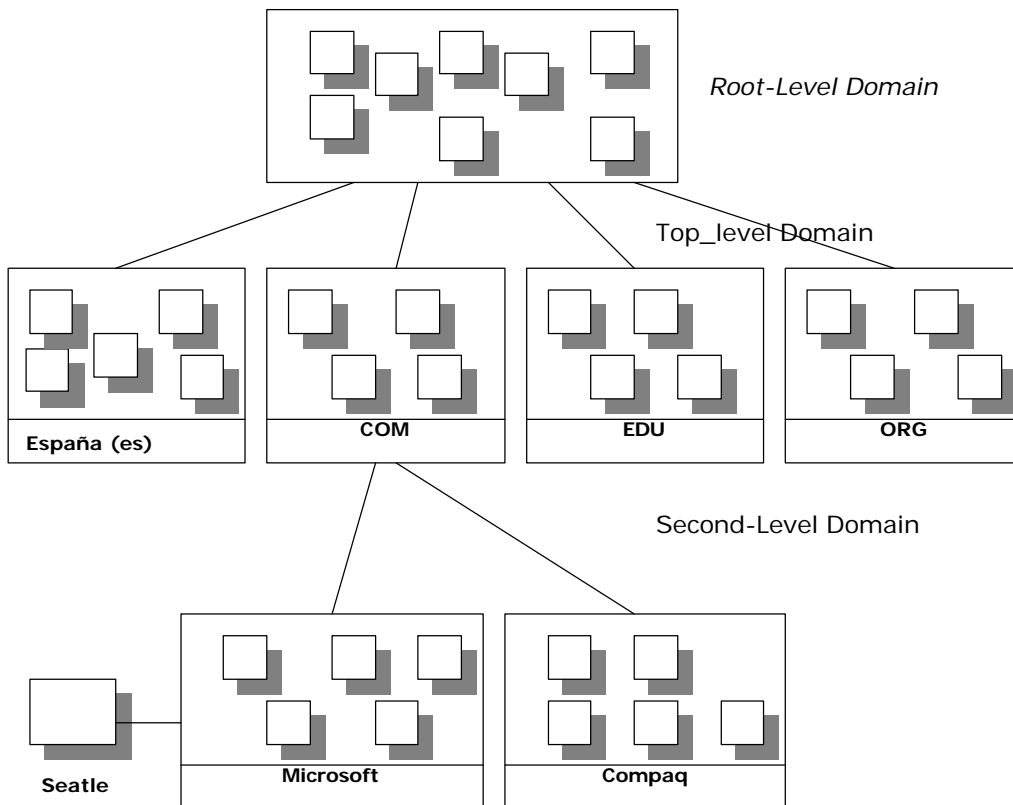 Root-Level Domain
Top_level Domain
España (es)
COM
EDU
ORG
Second-Level Domain
Seatle
Microsoft
Compaq